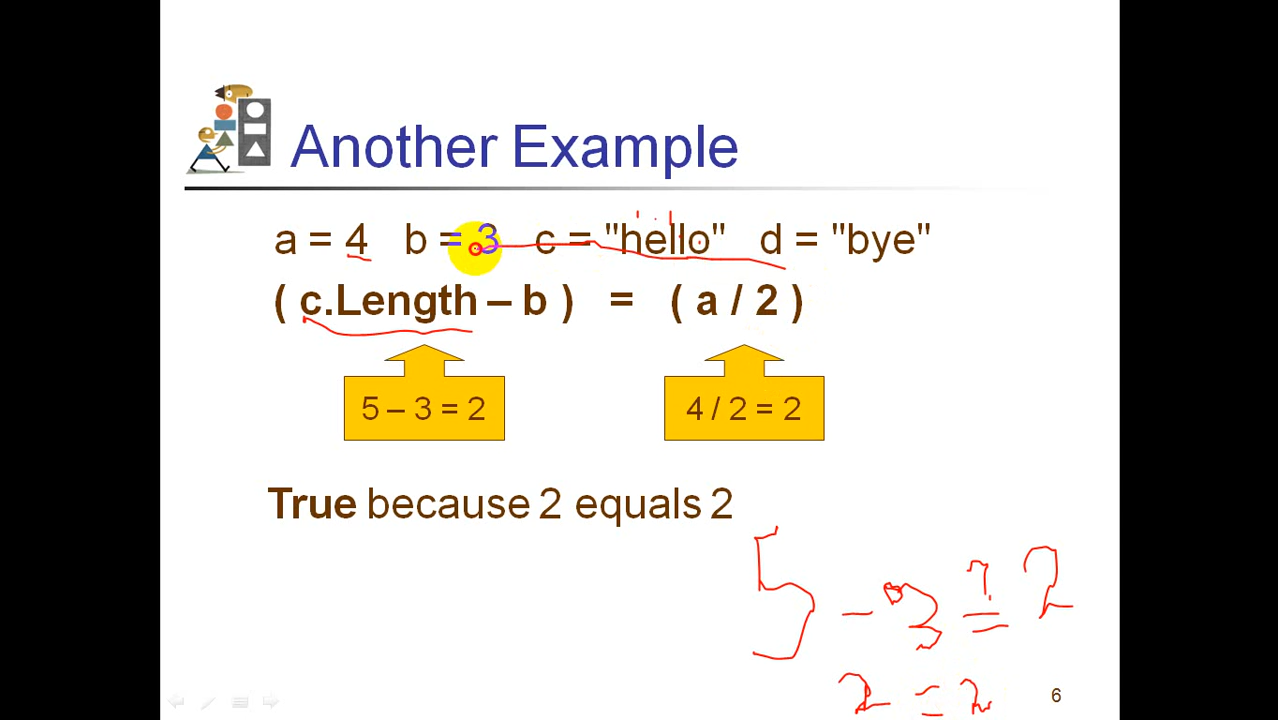 Another Example
a = 4 b = 3 c = "hello" d = "bye"
( c.Length – b ) = ( a / 2 )
5 – 3 = 2 4 / 2 = 2
True because 2 equals 2
5 - 3 ?= 2
2 = 2
6